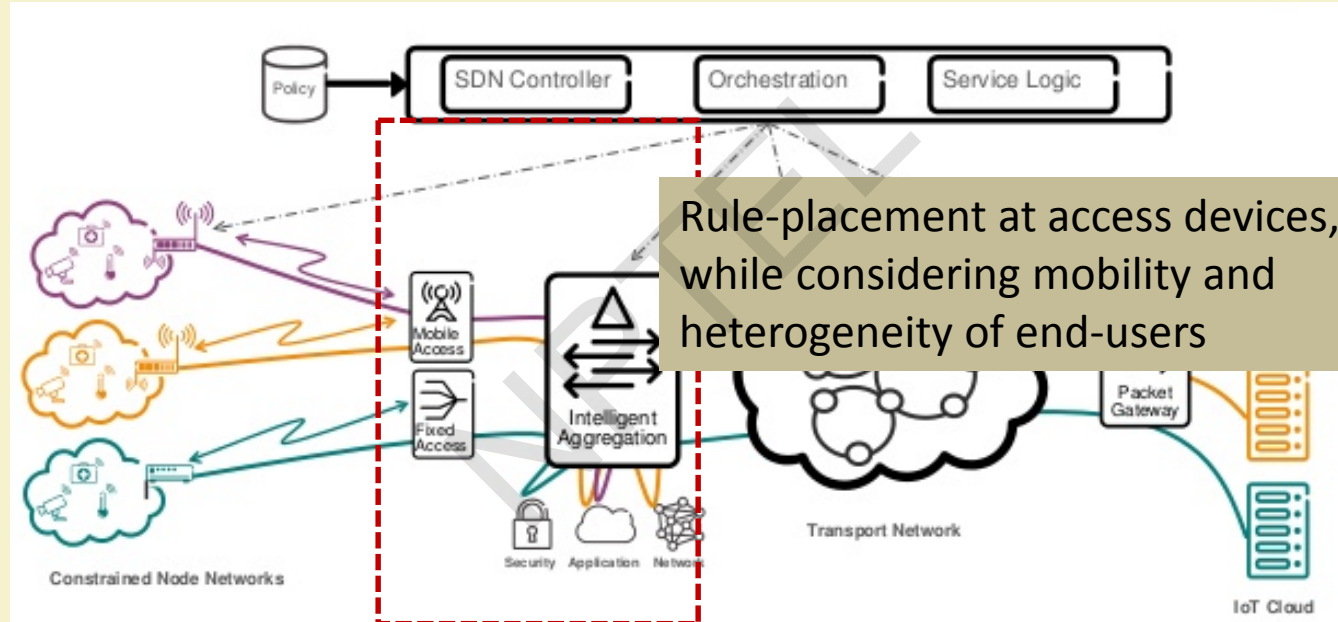 Policy
SDN Controller
Orchestration
Service Logic
Rule-placement at access devices,
while considering mobility and
heterogeneity of end-users
Mobile
Access
Fixed
Access
Intelligent
Aggregation
Packet
Gateway
Security
Application
Network
Transport Network
Constrained Node Networks
IoT Cloud
NPTEL